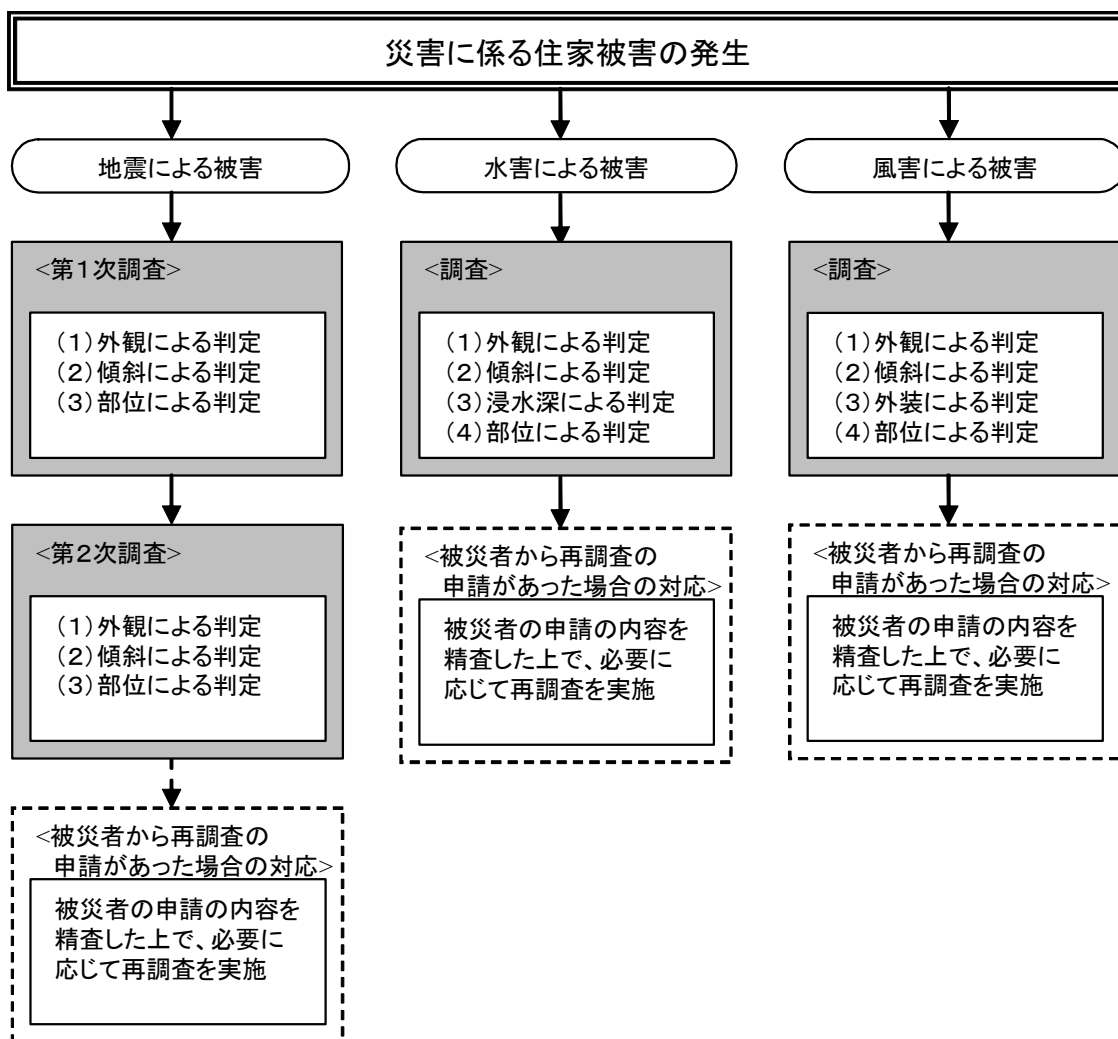 災害に係る住家被害の発生
地震による被害
<第１次調査>
（１）外観による判定
（２）傾斜による判定
（３）部位による判定
<第２次調査>
（１）外観による判定
（２）傾斜による判定
（３）部位による判定
<被災者から再調査の
申請があった場合の対応>
被災者の申請の内容を
精査した上で、必要に
応じて再調査を実施
水害による被害
<調査>
（１）外観による判定
（２）傾斜による判定
（３）浸水深による判定
（４）部位による判定
<被災者から再調査の
申請があった場合の対応>
被災者の申請の内容を
精査した上で、必要に
応じて再調査を実施
風害による被害
<調査>
（１）外観による判定
（２）傾斜による判定
（３）外装による判定
（４）部位による判定
<被災者から再調査の
申請があった場合の対応>
被災者の申請の内容を
精査した上で、必要に
応じて再調査を実施